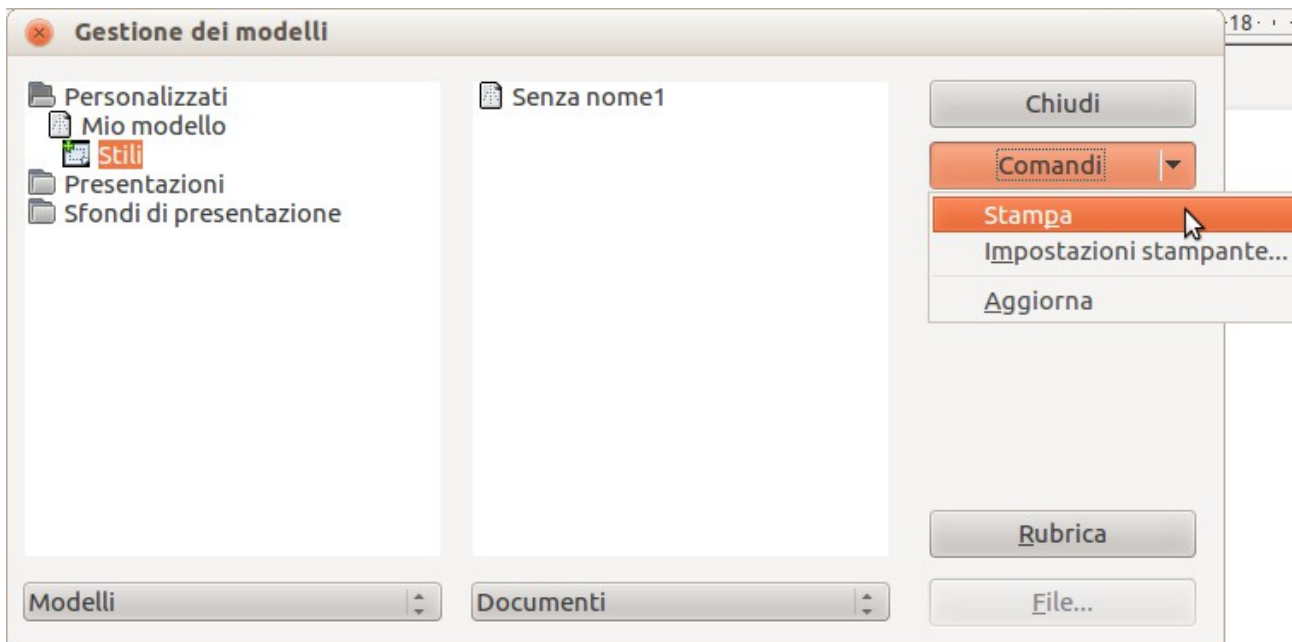 Gestione dei modelli
18
Personalizzati
Mio modello
Stili
Presentazioni
Sfondi di presentazione
Senza nome1
Chiudi
Comandi
Stampa
Impostazioni stampante...
Aggiorna
Rubrica
File...
Modelli
Documenti